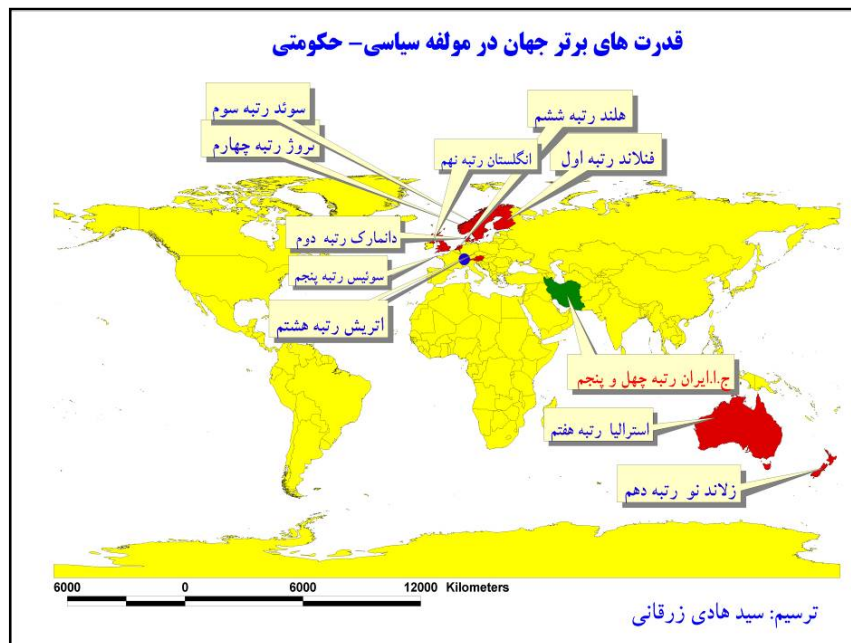 قدرت های برتر جهان در مولفه سیاسی- حکومتی
سوئد رتبه سوم
هلند رتبه ششم
نروژ رتبه چهارم
انگلستان رتبه نهم
فنلاند رتبه اول
دانمارک رتبه دوم
سوئیس رتبه پنجم
اتریش رتبه هشتم
ج.ا.ایران رتبه چهل و پنجم
استرالیا رتبه هفتم
زلاند نو رتبه دهم
6000 0 6000 12000 Kilometers
ترسیم: سید هادی زرقانی